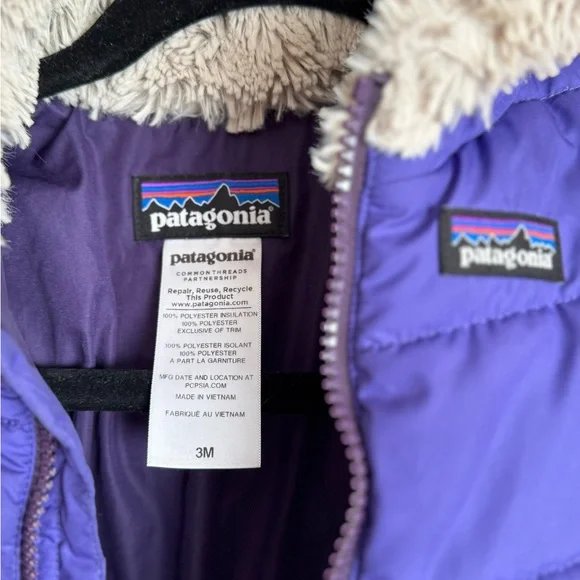 patagonia®
patagonia®
COMMONTHREADS
PARTNERSHIP
Repair, Reuse, Recycle
This Product
www.patagonia.com
100% POLYESTER INSULATION
100% POLYESTER
EXCLUSIVE OF TRIM
100% POLYESTER ISOLANT
100% POLYESTER
A PART LA GARNITURE
MFG DATE AND LOCATION AT
PCPSIA.COM
MADE IN VIETNAM
FABRIQUÉ AU VIETNAM
3M
patagonia